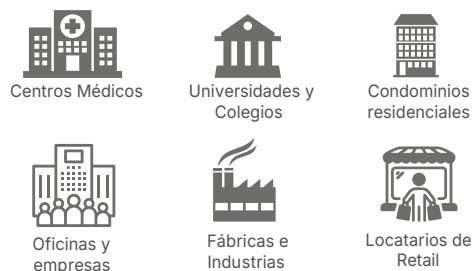 Centros Médicos
Universidades y
Colegios
Condominios
residenciales
Oficinas y
empresas
Fábricas e
Industrias
Locatarios de
Retail